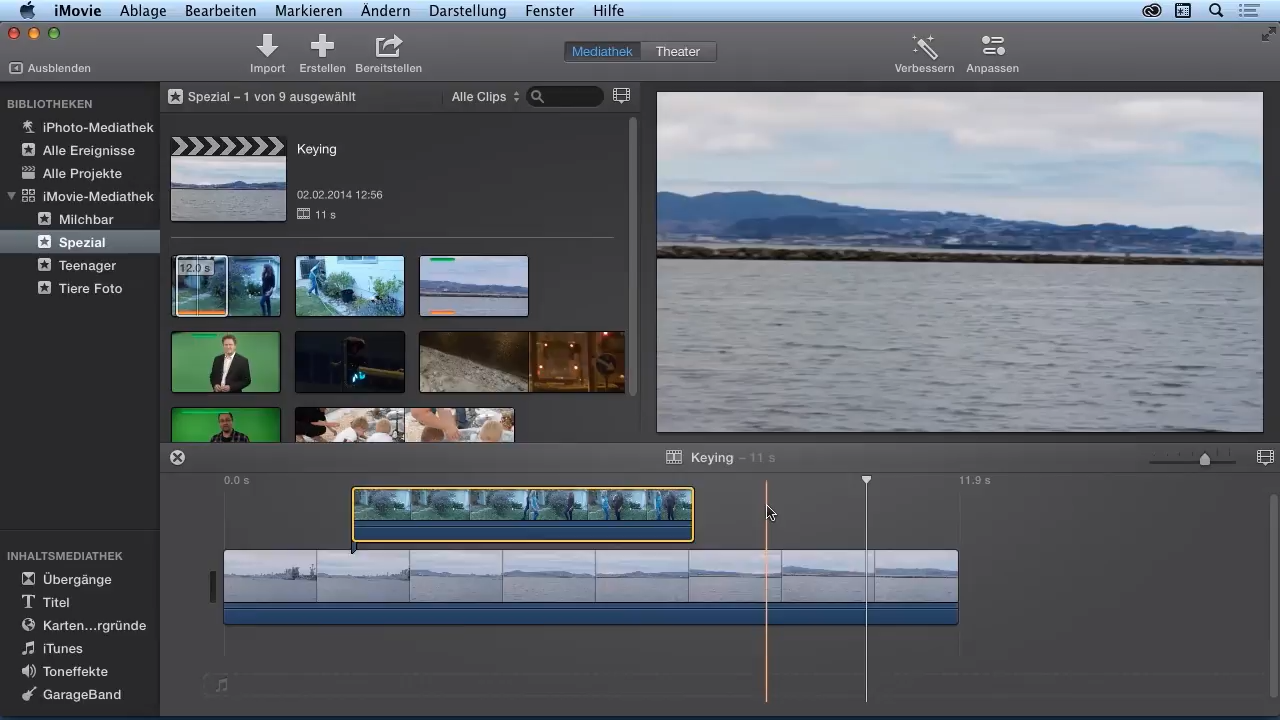 iMovie Ablage Bearbeiten Markieren Ändern Darstellung Fenster Hilfe
Ausblenden
Import Erstellen Bereitstellen
Mediathek Theater
Verbessern Anpassen
BIBLIOTHEKEN
iPhoto-Mediathek
Alle Ereignisse
Alle Projekte
iMovie-Mediathek
Milchbar
Spezial
Teenager
Tiere Foto
Spezial – 1 von 9 ausgewählt
Alle Clips
Keying
02.02.2014 12:56
11 s
12.0 s
Keying – 11 s
0.0 s
11.9 s
INHALTSMEDIATHEK
Übergänge
Titel
Karten...rgründe
iTunes
Toneffekte
GarageBand